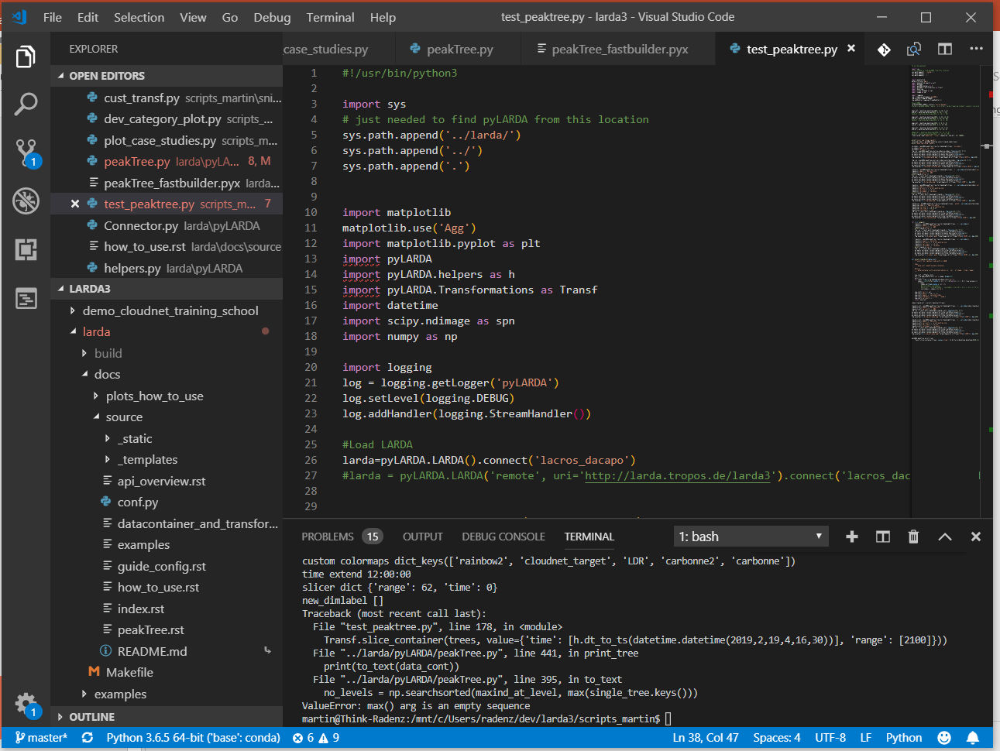 File Edit Selection View Go Debug Terminal Help test_peaktree.py - larda3 - Visual Studio Code
EXPLORER
OPEN EDITORS
cust_transf.py scripts_martin\sni...
dev_category_plot.py scripts_...
plot_case_studies.py scripts_m...
peakTree.py larda\pyLA... 8, M
peakTree_fastbuilder.pyx larda...
test_peaktree.py scripts_m... 7
Connector.py larda\pyLARDA
how_to_use.rst larda\docs\source
helpers.py larda\pyLARDA
LARDA3
demo_cloudnet_training_school
larda
build
docs
plots_how_to_use
source
_static
_templates
api_overview.rst
conf.py
datacontainer_and_transfor...
examples
guide_config.rst
how_to_use.rst
index.rst
peakTree.rst
README.md
Makefile
examples
OUTLINE
1
1
case_studies.py peakTree.py peakTree_fastbuilder.pyx test_peaktree.py
1 #!/usr/bin/python3
2
3 import sys
4 # just needed to find pyLARDA from this location
5 sys.path.append('../larda/')
6 sys.path.append('../')
7 sys.path.append('.')
8
9
10 import matplotlib
11 matplotlib.use('Agg')
12 import matplotlib.pyplot as plt
13 import pyLARDA
14 import pyLARDA.helpers as h
15 import pyLARDA.Transformations as Transf
16 import datetime
17 import scipy.ndimage as spn
18 import numpy as np
19
20 import logging
21 log = logging.getLogger('pyLARDA')
22 log.setLevel(logging.DEBUG)
23 log.addHandler(logging.StreamHandler())
24
25 #Load LARDA
26 larda=pyLARDA.LARDA().connect('lacros_dacapo')
27 #larda = pyLARDA.LARDA('remote', uri='http://larda.tropos.de/larda3').connect('lacros_dac
28
29
PROBLEMS 15 OUTPUT DEBUG CONSOLE TERMINAL 1: bash
custom colormaps dict_keys(['rainbow2', 'cloudnet_target', 'LDR', 'carbonne2', 'carbonne'])
time extend 12:00:00
slicer dict {'range': 62, 'time': 0}
new_dimlabel []
Traceback (most recent call last):
File "test_peaktree.py", line 178, in <module>
Transf.slice_container(trees, value={'time': [h.dt_to_ts(datetime.datetime(2019,2,19,4,16,30))], 'range': [2100]}))
File "../larda/pyLARDA/peakTree.py", line 441, in print_tree
print(to_text(data_cont))
File "../larda/pyLARDA/peakTree.py", line 395, in to_text
no_levels = np.searchsorted(maxind_at_level, max(single_tree.keys()))
ValueError: max() arg is an empty sequence
martin@Think-Radenz:/mnt/c/Users/radenz/dev/larda3/scripts_martin$
master* Python 3.6.5 64-bit ('base': conda) 6 9 Ln 38, Col 47 Spaces: 4 UTF-8 LF Python